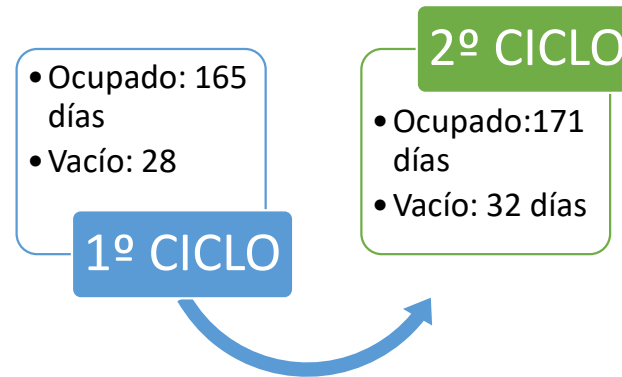 • Ocupado: 165
días
• Vacío: 28
1º CICLO
2º CICLO
• Ocupado:171
días
• Vacío: 32 días